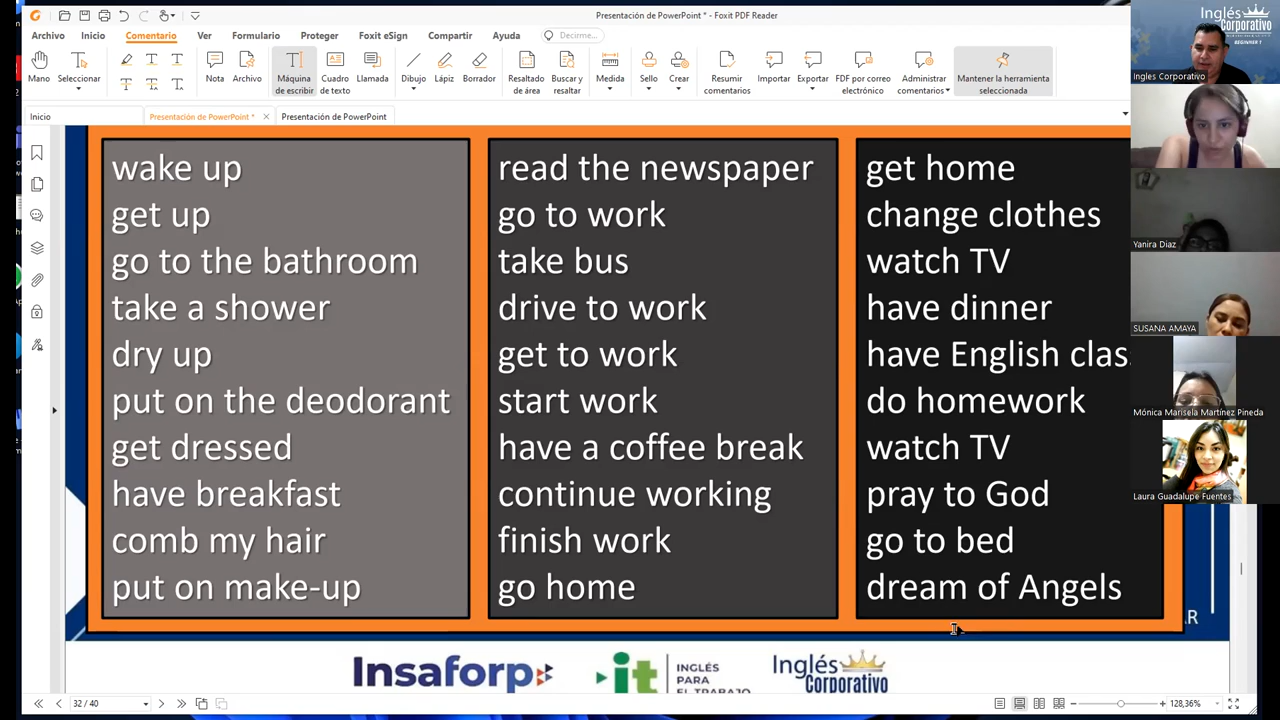 Presentación de PowerPoint * - Foxit PDF Reader
Archivo
Inicio
Comentario
Ver
Formulario
Proteger
Foxit eSign
Compartir
Ayuda
Decirme...
Mano
Seleccionar
Nota
Archivo
Máquina
de escribir
Cuadro
de texto
Llamada
Dibujo
Lápiz
Borrador
Resaltado
de área
Buscar y
resaltar
Medida
Sello
Crear
Resumir
comentarios
Importar
Exportar
PDF por correo
electrónico
Administrar
comentarios
Mantener la herramienta
seleccionada
Inicio
Presentación de PowerPoint *
Presentación de PowerPoint
wake up
get up
go to the bathroom
take a shower
dry up
put on the deodorant
get dressed
have breakfast
comb my hair
put on make-up
read the newspaper
go to work
take bus
drive to work
get to work
start work
have a coffee break
continue working
finish work
go home
get home
change clothes
watch TV
have dinner
have English clas
do homework
watch TV
pray to God
go to bed
dream of Angels
AR
Insaforp
it
INGLÉS
PARA
EL TRABAJO
Inglés
Corporativo
32 / 40
128,36%
Inglés
Corporativo
BEGINNER 1
Ingles Corporativo
Yanira Diaz
SUSANA AMAYA
Mónica Marisela Martínez Pineda
Laura Guadalupe Fuentes